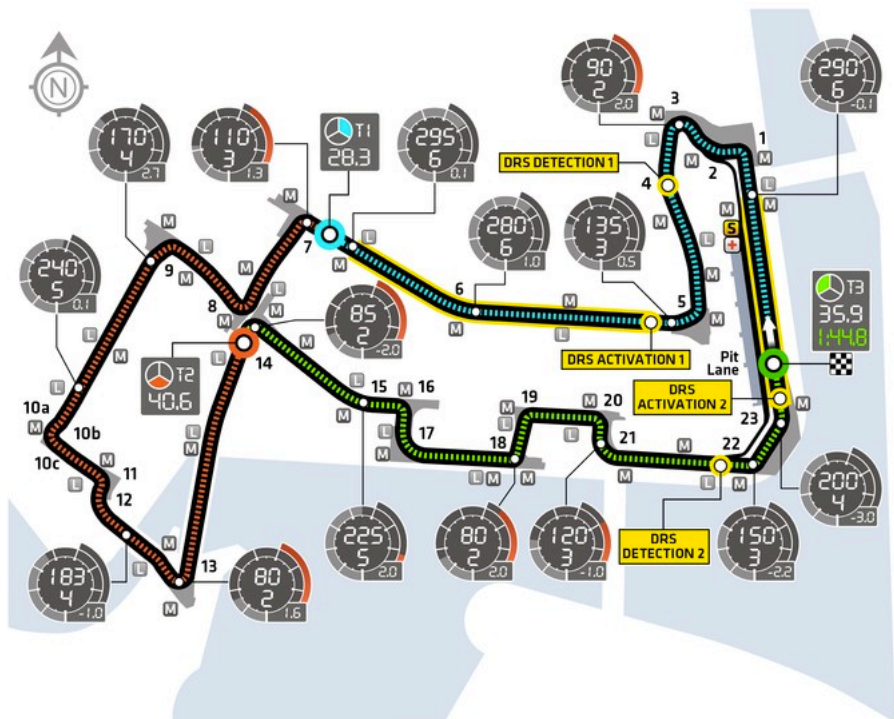 N
90
2
2.0
290
6
-0.1
170
4
2.7
110
3
1.3
T1
28.3
295
6
0.1
3
M
L
M
1
M
2
L
M
DRS DETECTION 1
4
M
S
+
280
6
1.0
135
3
0.5
M
L
M
M
7
L
M
9
L
M
L
240
5
0.1
6
M
L
M
5
M
L
8
M
L
M
85
2
-2.0
T3
35.9
1:44.8
L
M
T2
40.6
14
L
DRS ACTIVATION 1
Pit
Lane
DRS
ACTIVATION 2
10a
L
M
10b
10c
M
15
M
16
L
M
17
19
M
20
M
L
21
M
23
M
22
L
M
18
L
M
M
11
M
12
L
M
13
M
L
M
225
5
2.0
80
2
2.0
120
3
-1.0
DRS
DETECTION 2
150
3
-2.2
200
4
-3.0
183
4
-1.0
80
2
1.6